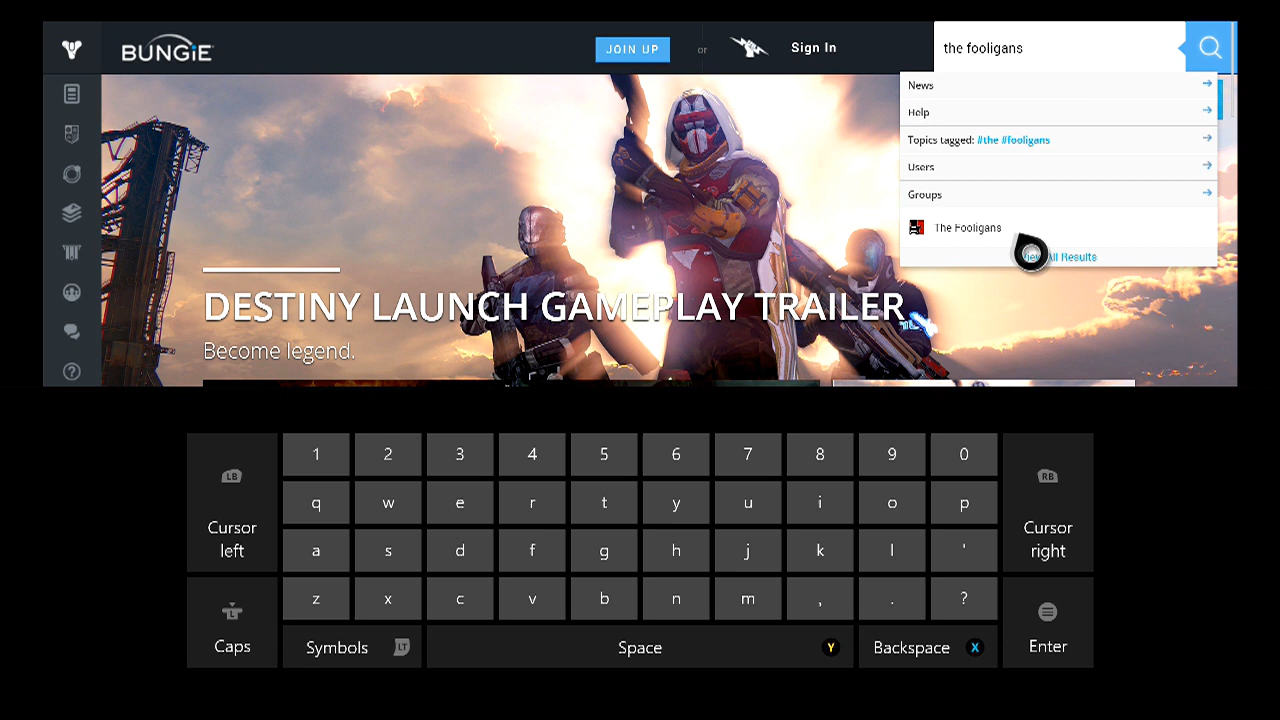 BUNGiE
JOIN UP or Sign In
the fooligans
News
Help
Topics tagged: #the #fooligans
Users
Groups
The Fooligans
View All Results
DESTINY LAUNCH GAMEPLAY TRAILER
Become legend.
1 2 3 4 5 6 7 8 9 0
LB RB
q w e r t y u i o p
Cursor left
Cursor right
a s d f g h j k l '
z x c v b n m , . ?
L
Caps Symbols LT Space Y Backspace X Enter